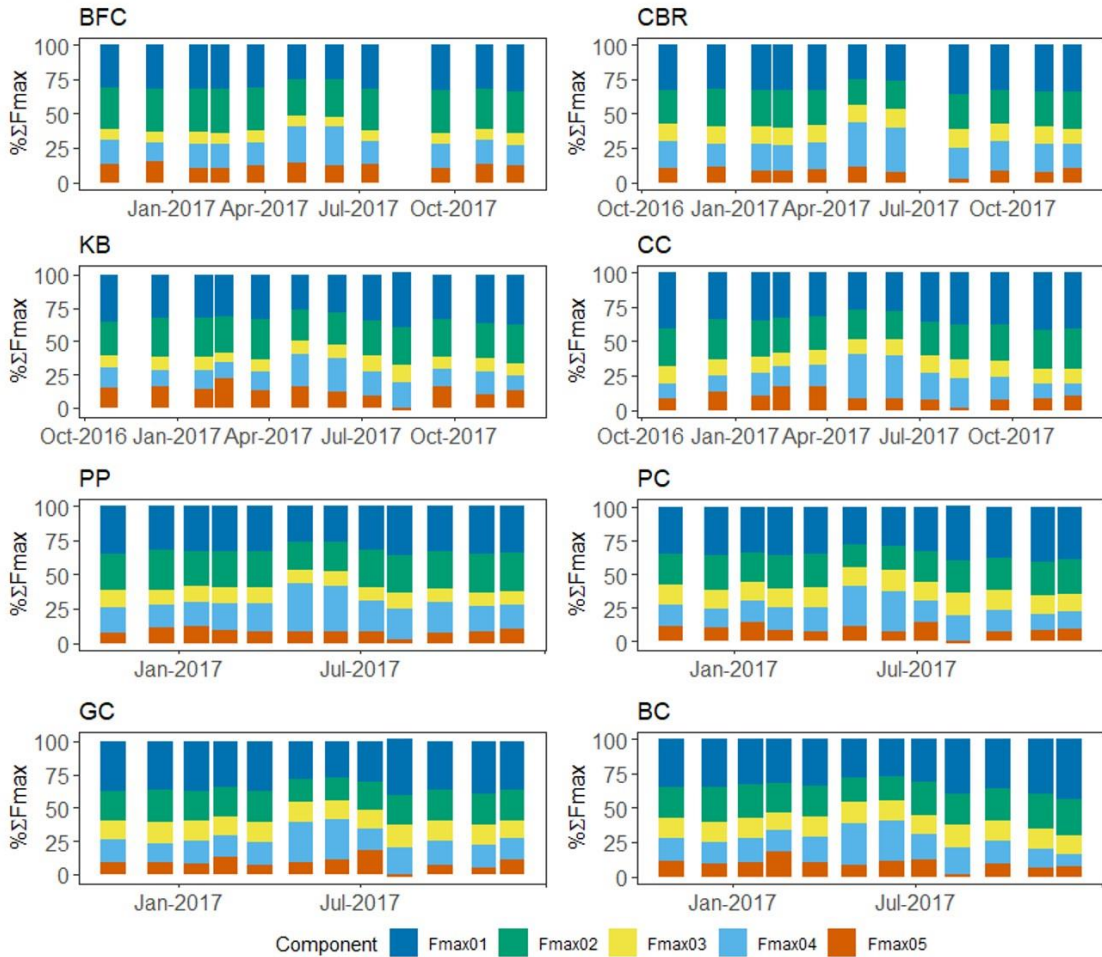 BFC
%ΣFmax
100
75
50
25
0
Jan-2017 Apr-2017 Jul-2017 Oct-2017
CBR
%ΣFmax
100
75
50
25
0
Oct-2016 Jan-2017 Apr-2017 Jul-2017 Oct-2017
KB
%ΣFmax
100
75
50
25
0
Oct-2016 Jan-2017 Apr-2017 Jul-2017 Oct-2017
CC
%ΣFmax
100
75
50
25
0
Oct-2016 Jan-2017 Apr-2017 Jul-2017 Oct-2017
PP
%ΣFmax
100
75
50
25
0
Jan-2017 Jul-2017
PC
%ΣFmax
100
75
50
25
0
Jan-2017 Jul-2017
GC
%ΣFmax
100
75
50
25
0
Jan-2017 Jul-2017
BC
%ΣFmax
100
75
50
25
0
Jan-2017 Jul-2017
Component Fmax01 Fmax02 Fmax03 Fmax04 Fmax05